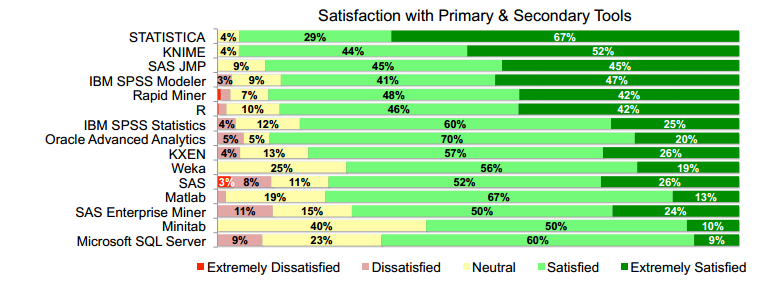 Satisfaction with Primary & Secondary Tools
STATISTICA 4% 29% 67%
KNIME 4% 44% 52%
SAS JMP 9% 45% 45%
IBM SPSS Modeler 3% 9% 41% 47%
Rapid Miner 7% 48% 42%
R 10% 46% 42%
IBM SPSS Statistics 4% 12% 60% 25%
Oracle Advanced Analytics 5% 5% 70% 20%
KXEN 4% 13% 57% 26%
Weka 25% 56% 19%
SAS 3% 8% 11% 52% 26%
Matlab 19% 67% 13%
SAS Enterprise Miner 11% 15% 50% 24%
Minitab 40% 50% 10%
Microsoft SQL Server 9% 23% 60% 9%
Extremely Dissatisfied Dissatisfied Neutral Satisfied Extremely Satisfied